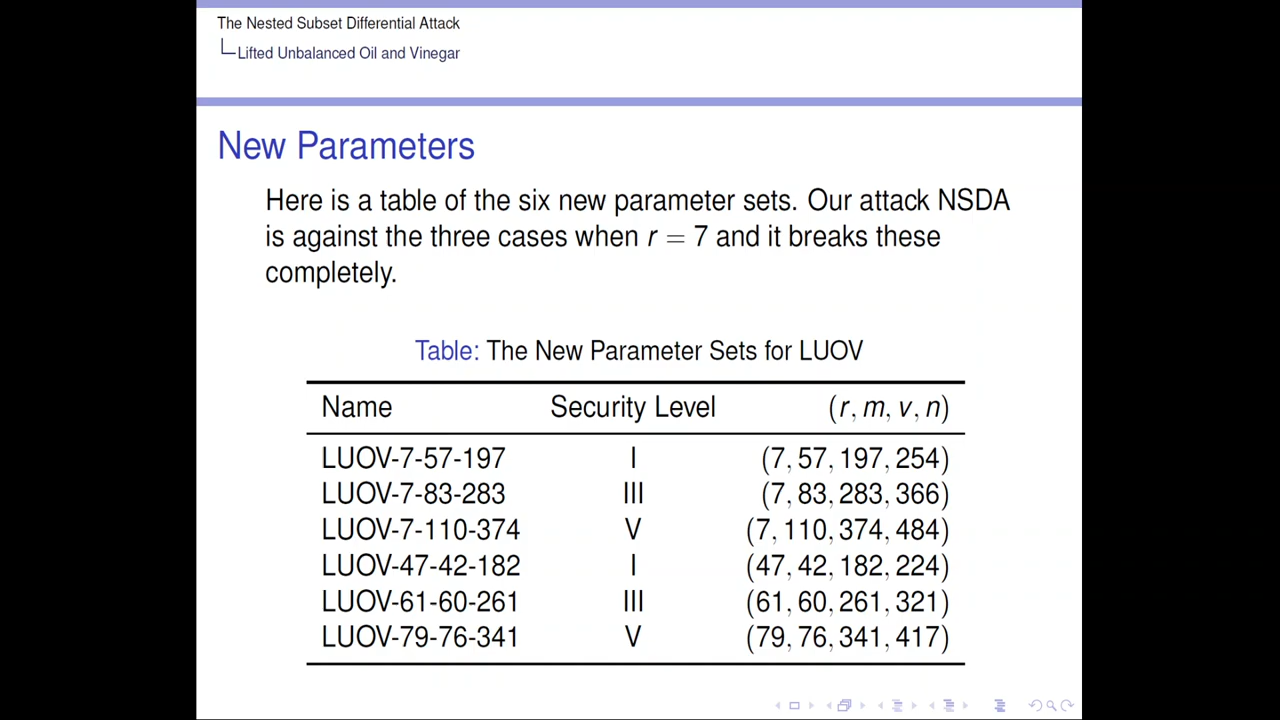 The Nested Subset Differential Attack
Lifted Unbalanced Oil and Vinegar
New Parameters
Here is a table of the six new parameter sets. Our attack NSDA
is against the three cases when r = 7 and it breaks these
completely.
Table: The New Parameter Sets for LUOV
Name Security Level (r, m, v, n)
LUOV-7-57-197 I (7, 57, 197, 254)
LUOV-7-83-283 III (7, 83, 283, 366)
LUOV-7-110-374 V (7, 110, 374, 484)
LUOV-47-42-182 I (47, 42, 182, 224)
LUOV-61-60-261 III (61, 60, 261, 321)
LUOV-79-76-341 V (79, 76, 341, 417)